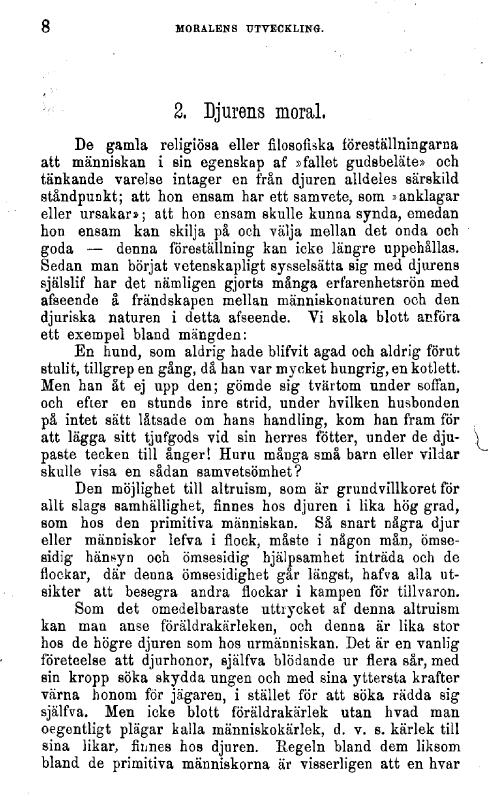 8
MORALENS UTVECKLING.
2. Djurens moral.
De gamla religiösa eller filosofiska föreställningarna
att människan i sin egenskap af »fallet gudsbeläte» och
tänkande varelse intager en från djuren alldeles särskild
ståndpunkt; att hon ensam har ett samvete, som »anklagar
eller ursakar»; att hon ensam skulle kunna synda, emedan
hon ensam kan skilja på och välja mellan det onda och
goda — denna föreställning kan icke längre uppehållas.
Sedan man börjat vetenskapligt sysselsätta sig med djurens
själslif har det nämligen gjorts många erfarenhetsrön med
afseende å frändskapen mellan människonaturen och den
djuriska naturen i detta afseende. Vi skola blott anföra
ett exempel bland mängden:
En hund, som aldrig hade blifvit agad och aldrig förut
stulit, tillgrep en gång, då han var mycket hungrig, en kotlett.
Men han åt ej upp den; gömde sig tvärtom under soffan,
och efter en stunds inre strid, under hvilken husbonden
på intet sätt låtsade om hans handling, kom han fram för
att lägga sitt tjufgods vid sin herres fötter, under de dju-
paste tecken till ånger! Huru många små barn eller vildar
skulle visa en sådan samvetsömhet?
Den möjlighet till altruism, som är grundvillkoret för
allt slags samhällighet, finnes hos djuren i lika hög grad,
som hos den primitiva människan. Så snart några djur
eller människor lefva i flock, måste i någon mån, ömse-
sidig hänsyn och ömsesidig hjälpsamhet inträda och de
flockar, där denna ömsesidighet går längst, hafva alla ut-
sikter att besegra andra flockar i kampen för tillvaron.
Som det omedelbaraste uttrycket af denna altruism
kan man anse föräldrakärleken, och denna är lika stor
hos de högre djuren som hos urmänniskan. Det är en vanlig
företeelse att djurhonor, själfva blödande ur flera sår, med
sin kropp söka skydda ungen och med sina yttersta krafter
värna honom för jägaren, i stället för att söka rädda sig
själfva. Men icke blott föräldrakärlek utan hvad man
oegentligt plägar kalla människokärlek, d. v. s. kärlek till
sina likar, finnes hos djuren. Regeln bland dem liksom
bland de primitiva människorna är visserligen att en hvar